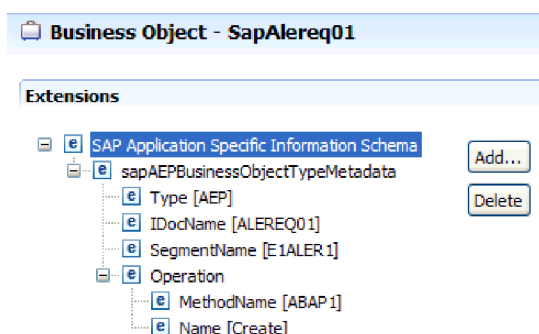 Business Object - SapAlereq01
Extensions
SAP Application Specific Information Schema
Add...
sapAEPBusinessObjectTypeMetadata
Type [AEP]
Delete
IDocName [ALEREQ01]
SegmentName [E1ALER1]
Operation
MethodName [ABAP1]
Name [Create]